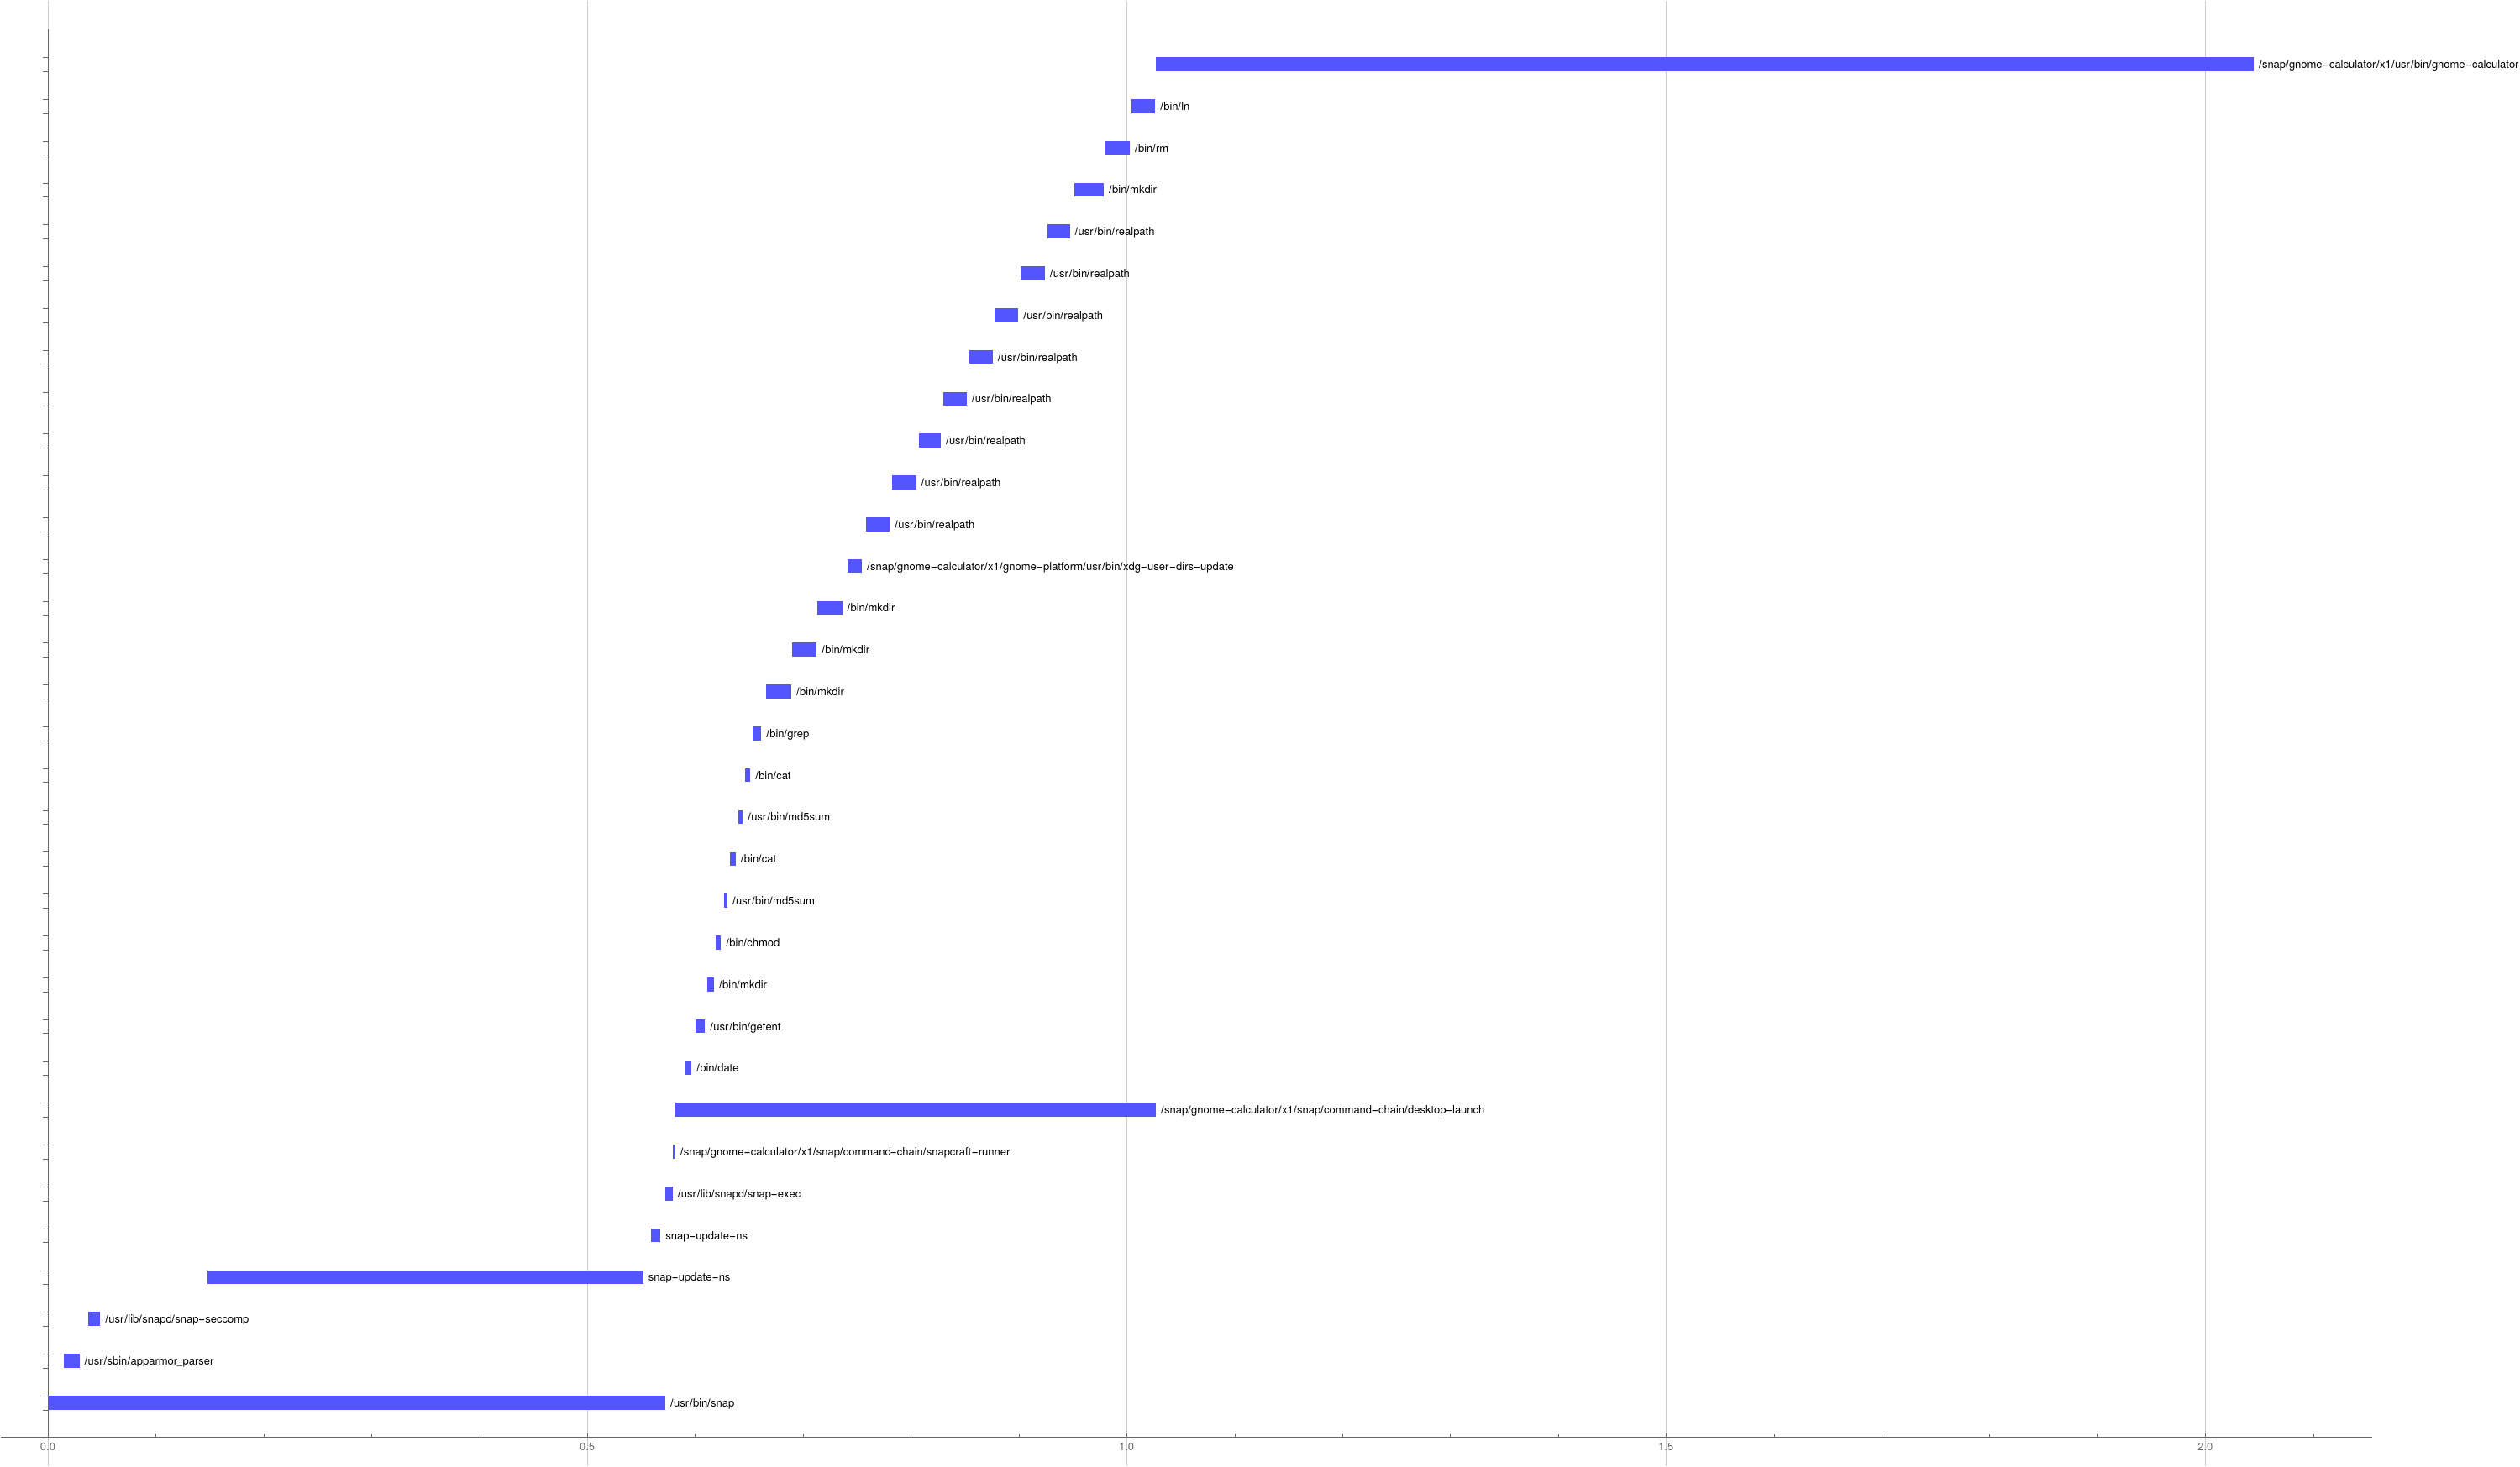 /snap/gnome−calculator/x1/usr/bin/gnome−calculator
/bin/ln
/bin/rm
/bin/mkdir
/usr/bin/realpath
/usr/bin/realpath
/usr/bin/realpath
/usr/bin/realpath
/usr/bin/realpath
/usr/bin/realpath
/usr/bin/realpath
/usr/bin/realpath
/snap/gnome−calculator/x1/gnome−platform/usr/bin/xdg−user−dirs−update
/bin/mkdir
/bin/mkdir
/bin/mkdir
/bin/grep
/bin/cat
/usr/bin/md5sum
/bin/cat
/usr/bin/md5sum
/bin/chmod
/bin/mkdir
/usr/bin/getent
/bin/date
/snap/gnome−calculator/x1/snap/command−chain/desktop−launch
/snap/gnome−calculator/x1/snap/command−chain/snapcraft−runner
/usr/lib/snapd/snap−exec
snap−update−ns
snap−update−ns
/usr/lib/snapd/snap−seccomp
/usr/sbin/apparmor_parser
/usr/bin/snap
0.0 0.5 1.0 1.5 2.0